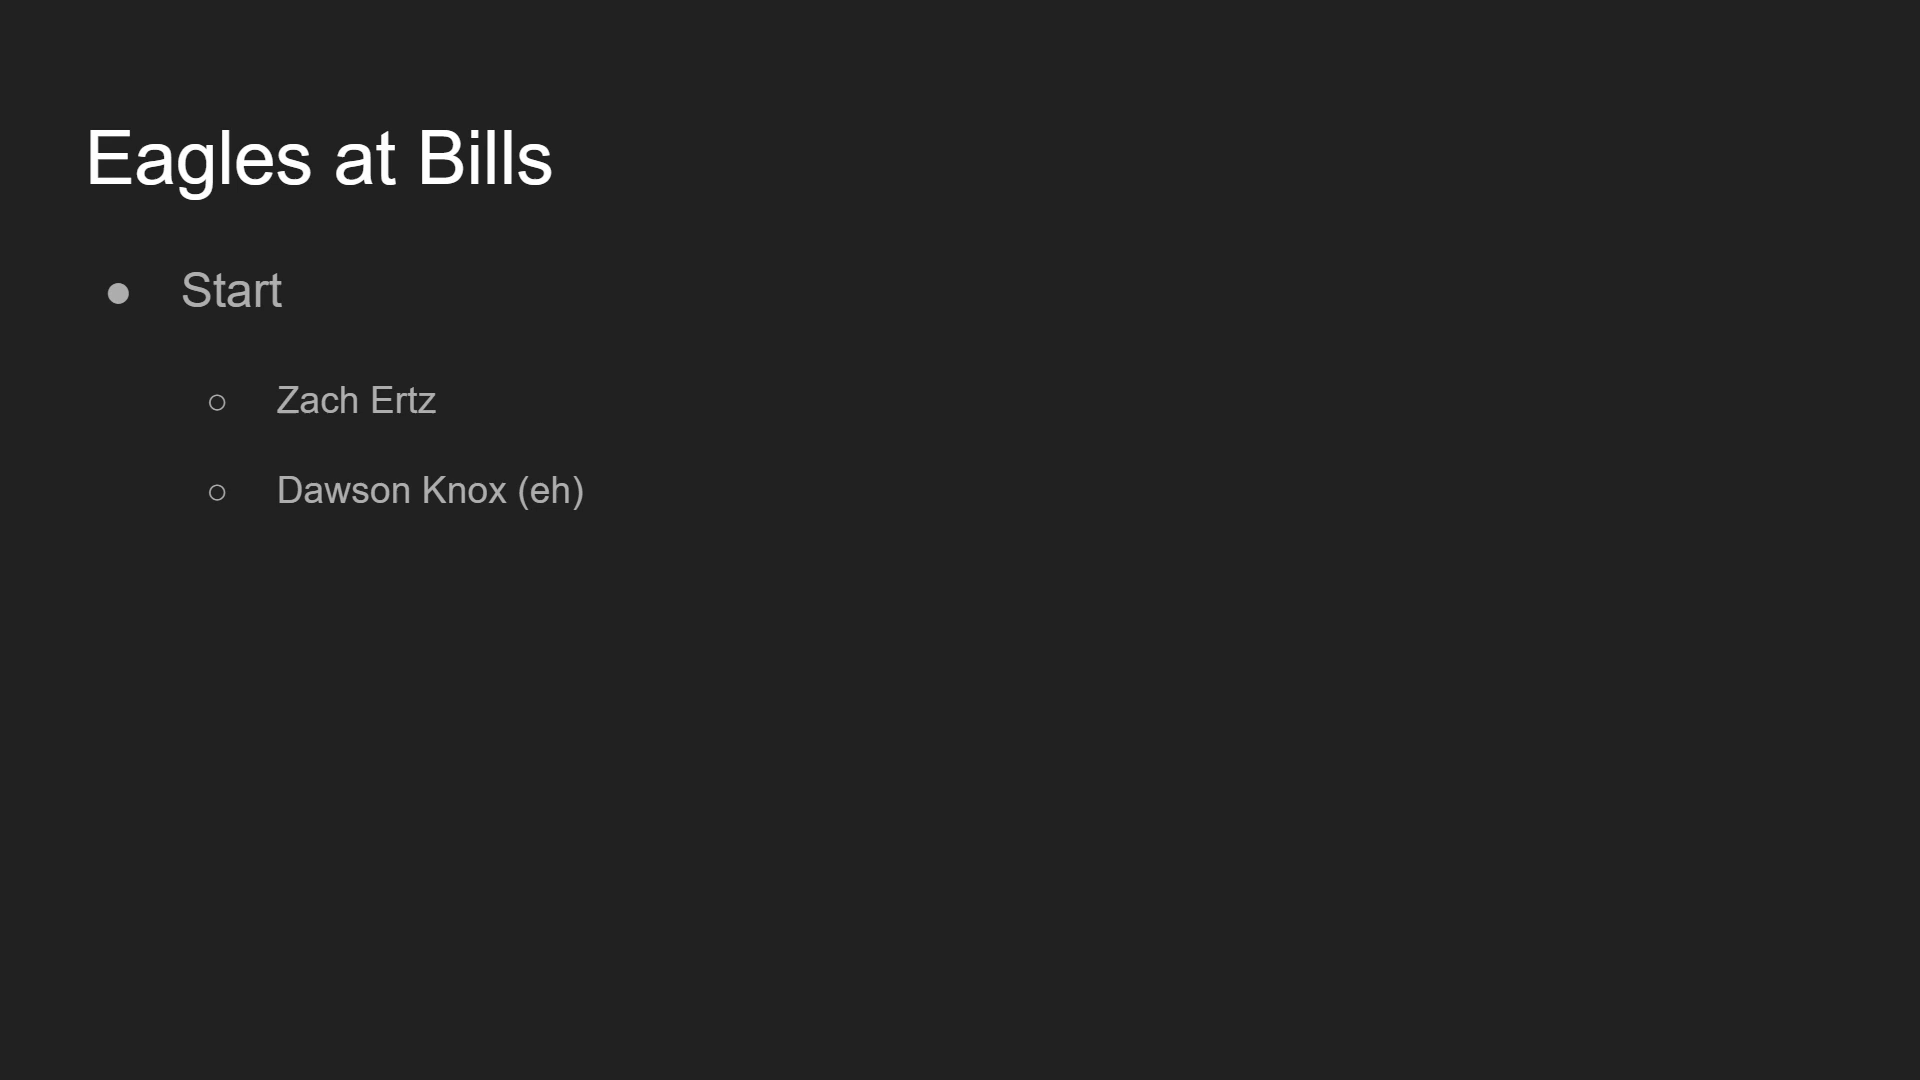 Eagles at Bills
● Start
○ Zach Ertz
○ Dawson Knox (eh)